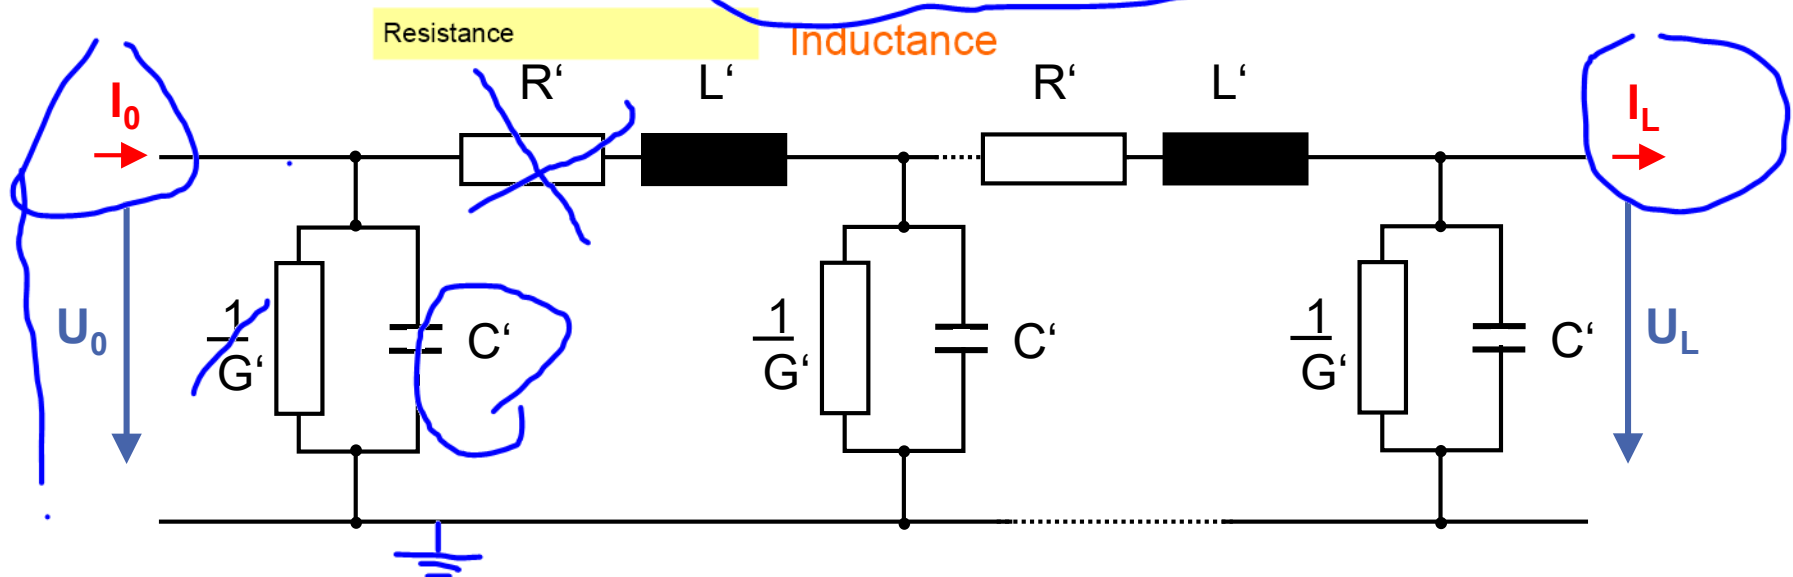 Resistance
Inductance
R‘ L‘ R‘ L‘
I0 IL
U0 1/G‘ C‘ 1/G‘ C‘ 1/G‘ C‘ UL